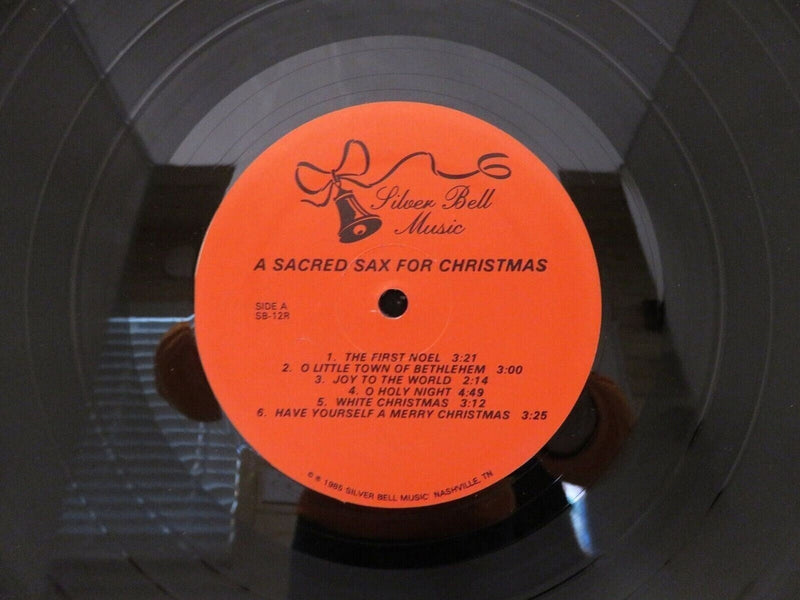 Silver Bell
Music
A SACRED SAX FOR CHRISTMAS
SIDE A
SB-12R
1. THE FIRST NOEL 3:21
2. O LITTLE TOWN OF BETHLEHEM 3:00
3. JOY TO THE WORLD 2:14
4. O HOLY NIGHT 4:49
5. WHITE CHRISTMAS 3:12
6. HAVE YOURSELF A MERRY CHRISTMAS 3:25
© ℗ 1985 SILVER BELL MUSIC, NASHVILLE, TN